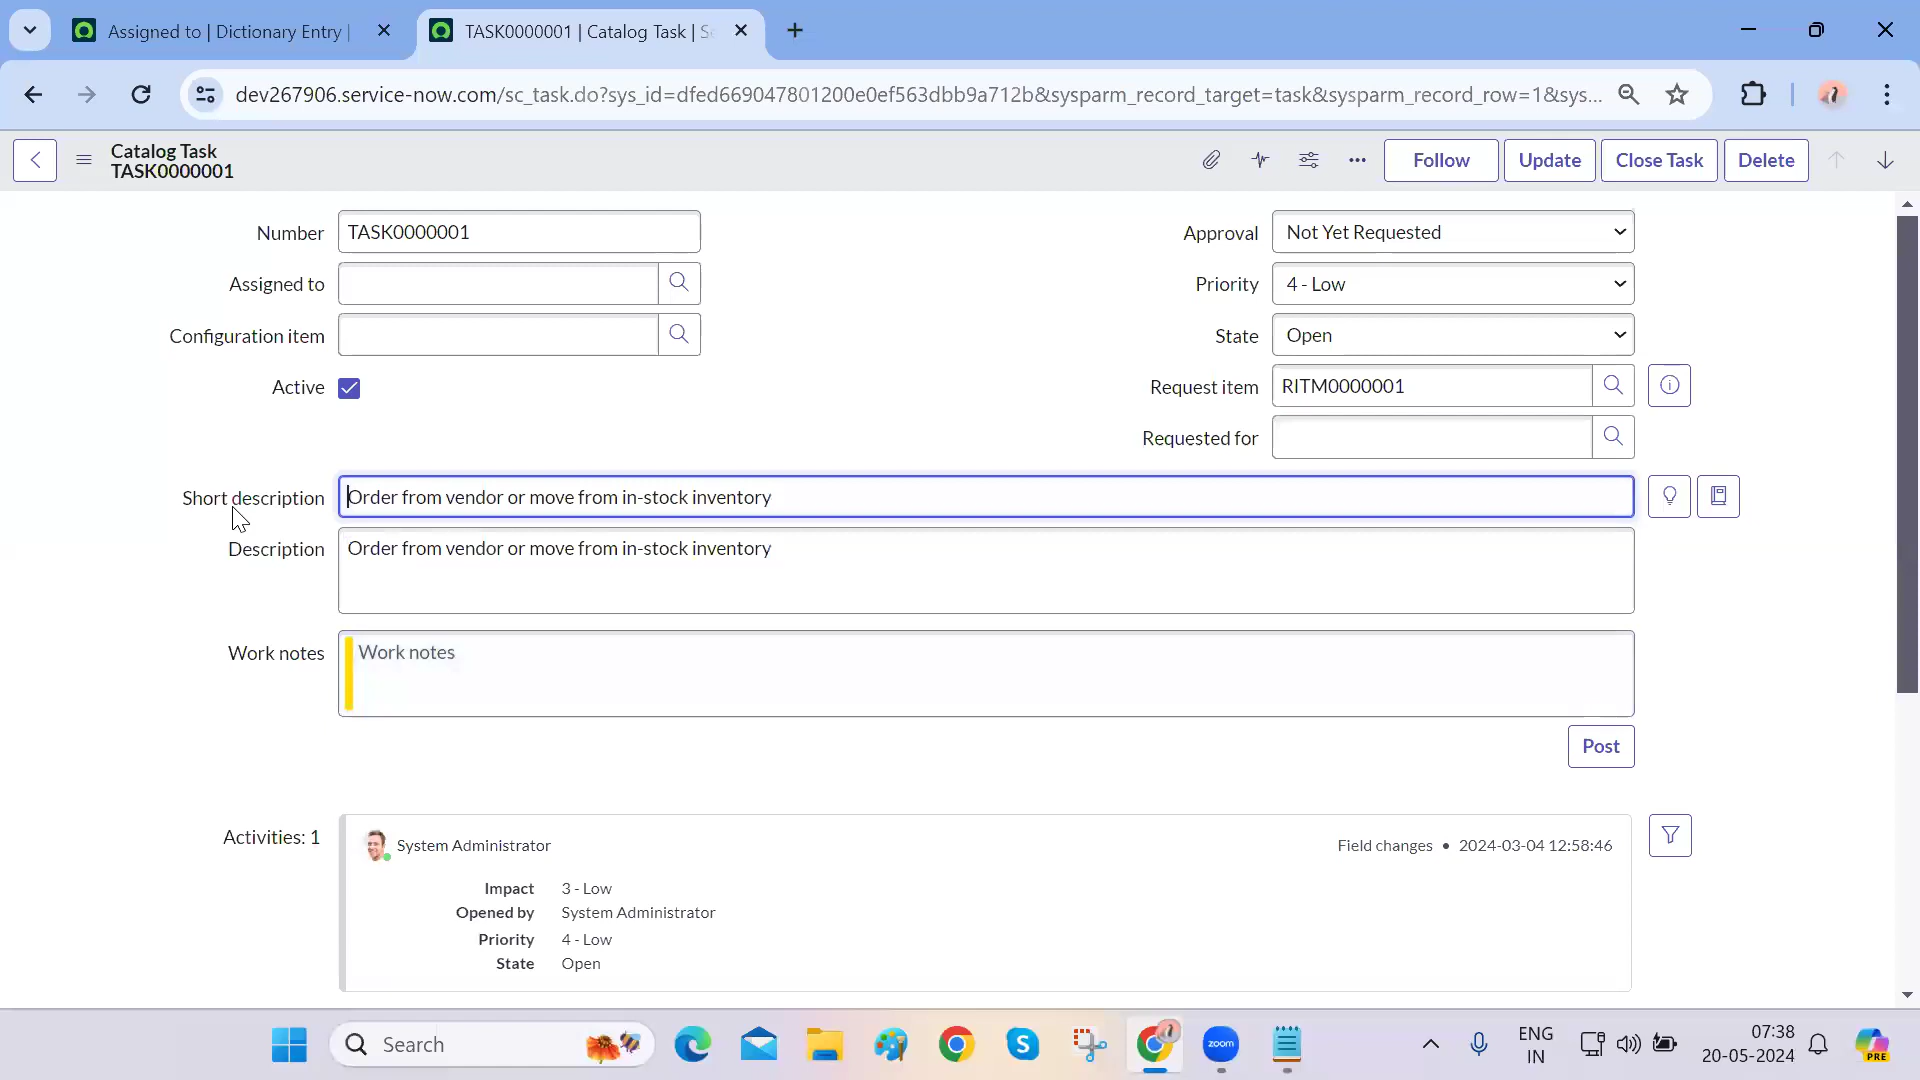 Assigned to | Dictionary Entry |
TASK0000001 | Catalog Task | S
dev267906.service-now.com/sc_task.do?sys_id=dfed669047801200e0ef563dbb9a712b&sysparm_record_target=task&sysparm_record_row=1&sys...
Catalog Task
TASK0000001
Follow
Update
Close Task
Delete
Number TASK0000001
Approval Not Yet Requested
Assigned to
Priority 4 - Low
Configuration item
State Open
Active
Request item RITM0000001
Requested for
Short description Order from vendor or move from in-stock inventory
Description Order from vendor or move from in-stock inventory
Work notes Work notes
Post
Activities: 1
System Administrator
Field changes • 2024-03-04 12:58:46
Impact 3 - Low
Opened by System Administrator
Priority 4 - Low
State Open
Search
zoom
ENG
IN
07:38
20-05-2024
PRE